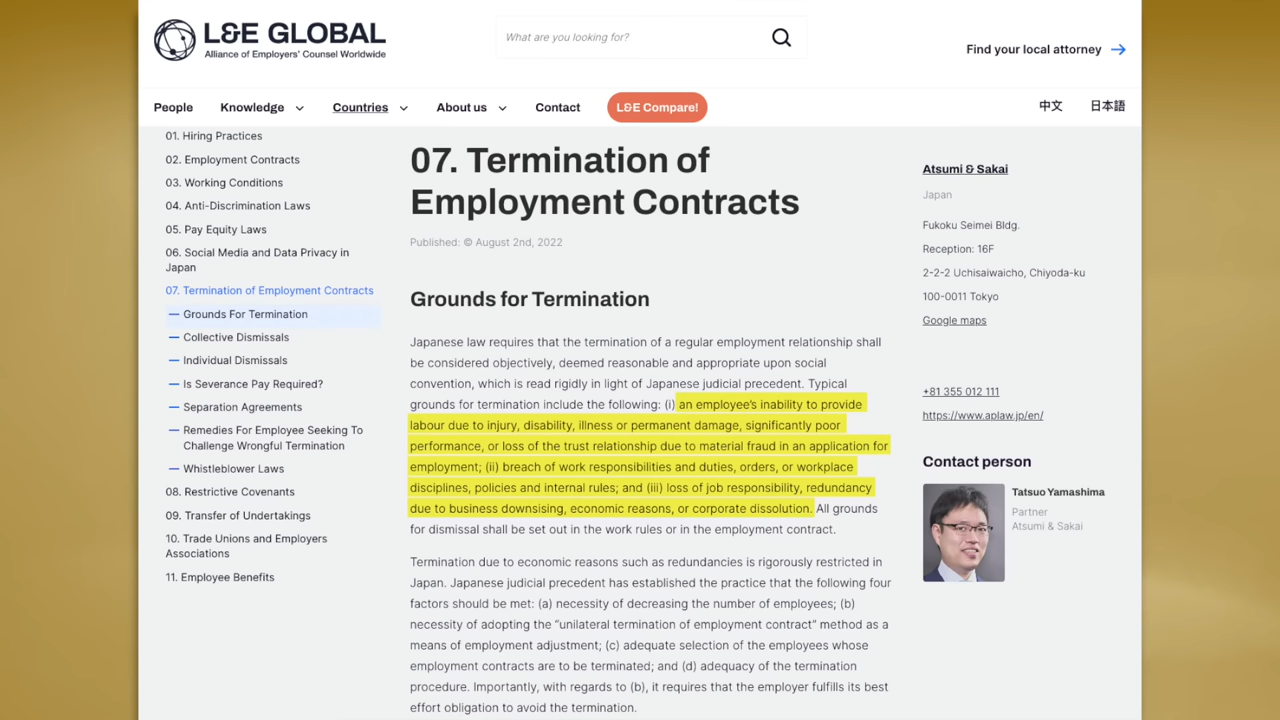 L&E GLOBAL
Alliance of Employers' Counsel Worldwide
What are you looking for?
Find your local attorney
People
Knowledge
Countries
About us
Contact
L&E Compare!
中文
日本語
01. Hiring Practices
02. Employment Contracts
03. Working Conditions
04. Anti-Discrimination Laws
05. Pay Equity Laws
06. Social Media and Data Privacy in
Japan
07. Termination of Employment Contracts
— Grounds For Termination
— Collective Dismissals
— Individual Dismissals
— Is Severance Pay Required?
— Separation Agreements
— Remedies For Employee Seeking To
Challenge Wrongful Termination
— Whistleblower Laws
08. Restrictive Covenants
09. Transfer of Undertakings
10. Trade Unions and Employers
Associations
11. Employee Benefits
07. Termination of
Employment Contracts
Published: © August 2nd, 2022
Grounds for Termination
Japanese law requires that the termination of a regular employment relationship shall
be considered objectively, deemed reasonable and appropriate upon social
convention, which is read rigidly in light of Japanese judicial precedent. Typical
grounds for termination include the following: (i) an employee's inability to provide
labour due to injury, disability, illness or permanent damage, significantly poor
performance, or loss of the trust relationship due to material fraud in an application for
employment; (ii) breach of work responsibilities and duties, orders, or workplace
disciplines, policies and internal rules; and (iii) loss of job responsibility, redundancy
due to business downsising, economic reasons, or corporate dissolution. All grounds
for dismissal shall be set out in the work rules or in the employment contract.
Termination due to economic reasons such as redundancies is rigorously restricted in
Japan. Japanese judicial precedent has established the practice that the following four
factors should be met: (a) necessity of decreasing the number of employees; (b)
necessity of adopting the “unilateral termination of employment contract” method as a
means of employment adjustment; (c) adequate selection of the employees whose
employment contracts are to be terminated; and (d) adequacy of the termination
procedure. Importantly, with regards to (b), it requires that the employer fulfills its best
effort obligation to avoid the termination.
Atsumi & Sakai
Japan
Fukoku Seimei Bldg.
Reception: 16F
2-2-2 Uchisaiwaicho, Chiyoda-ku
100-0011 Tokyo
Google maps
+81 355 012 111
https://www.aplaw.jp/en/
Contact person
Tatsuo Yamashima
Partner
Atsumi & Sakai